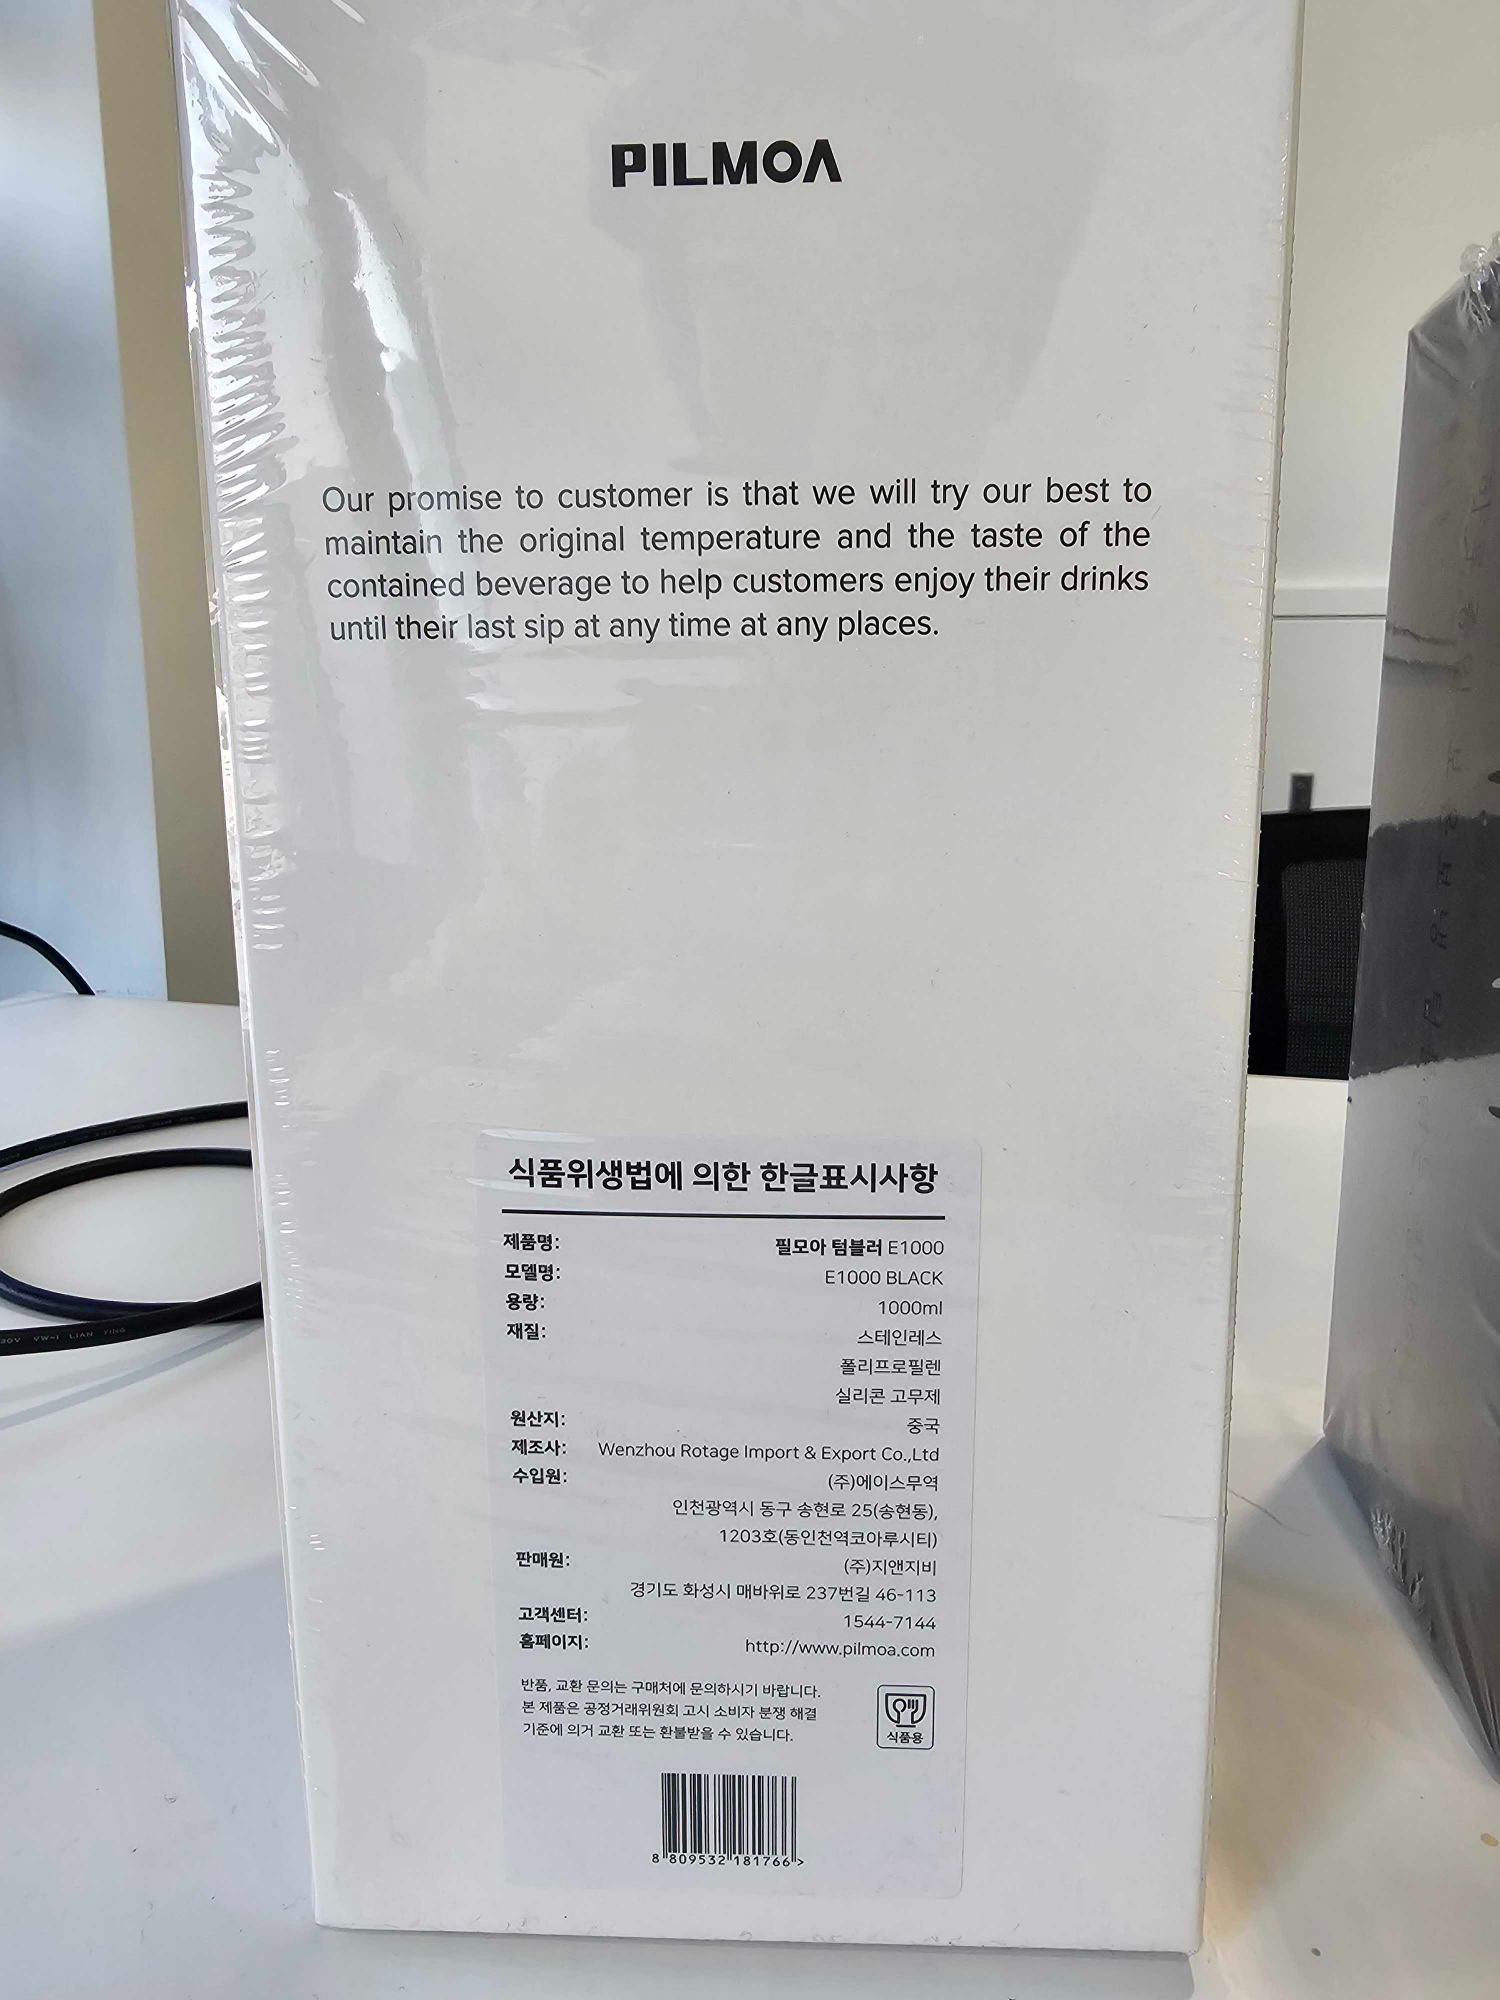 PILMOA
Our promise to customer is that we will try our best to
maintain the original temperature and the taste of the
contained beverage to help customers enjoy their drinks
until their last sip at any time at any places.
식품위생법에 의한 한글표시사항
제품명: 필모아 텀블러 E1000
모델명: E1000 BLACK
용량: 1000ml
재질: 스테인레스
폴리프로필렌
실리콘 고무제
원산지: 중국
제조사: Wenzhou Rotage Import & Export Co.,Ltd
수입원: (주)에이스무역
인천광역시 동구 송현로 25(송현동),
1203호(동인천역코아루시티)
판매원: (주)지앤지비
경기도 화성시 매바위로 237번길 46-113
고객센터: 1544-7144
홈페이지: http://www.pilmoa.com
반품, 교환 문의는 구매처에 문의하시기 바랍니다.
본 제품은 공정거래위원회 고시 소비자 분쟁 해결
기준에 의거 교환 또는 환불받을 수 있습니다.
식품용
8 809532 181766 >
VW-1 LIAN YING